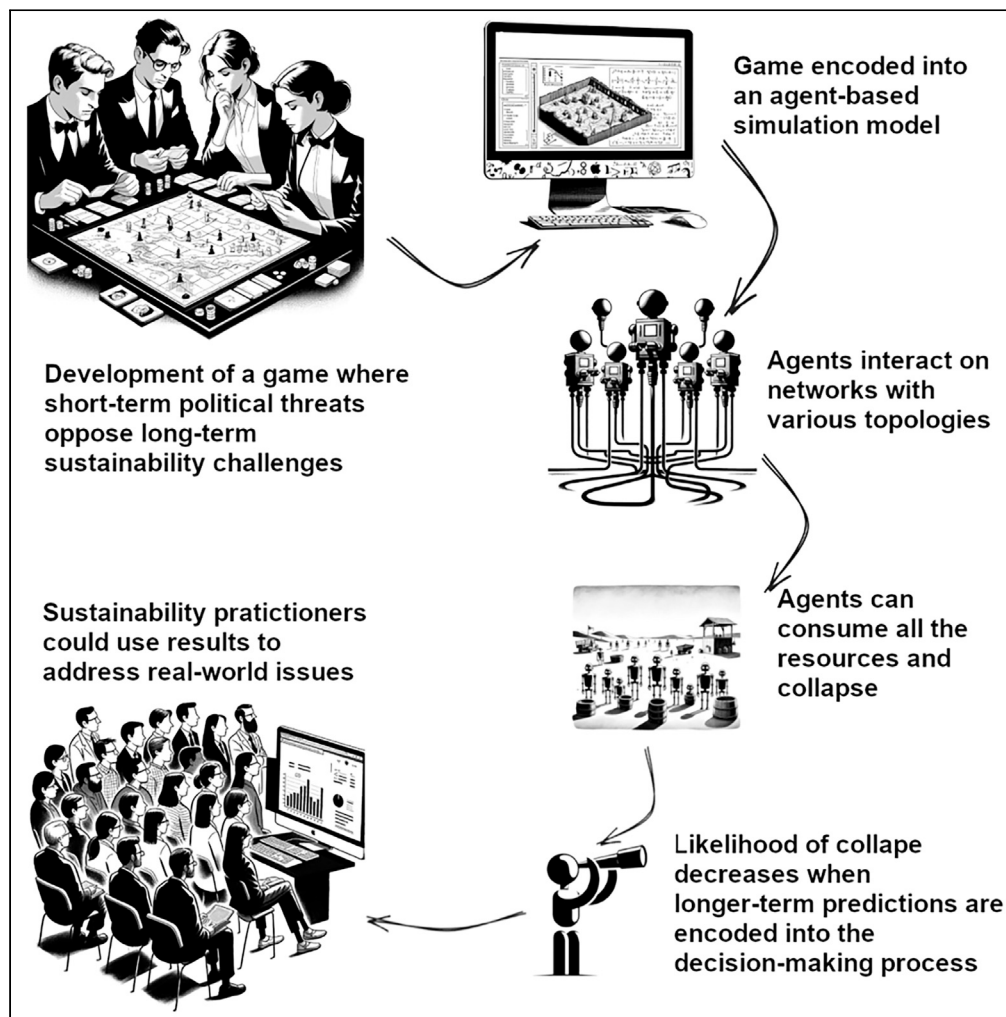 Game encoded into
an agent-based
simulation model
Development of a game where
short-term political threats
oppose long-term
sustainability challenges
Agents interact on
networks with
various topologies
Agents can
consume all the
resources and
collapse
Likelihood of collape
decreases when
longer-term predictions are
encoded into the
decision-making process
Sustainability pratictioners
could use results to
address real-world issues